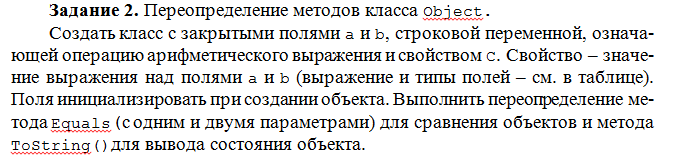 Задание 2. Переопределение методов класса Object.
Создать класс с закрытыми полями a и b, строковой переменной, означа-
ющей операцию арифметического выражения и свойством c. Свойство – значе-
ние выражения над полями a и b (выражение и типы полей – см. в таблице).
Поля инициализировать при создании объекта. Выполнить переопределение ме-
тода Equals (с одним и двумя параметрами) для сравнения объектов и метода
ToString() для вывода состояния объекта.